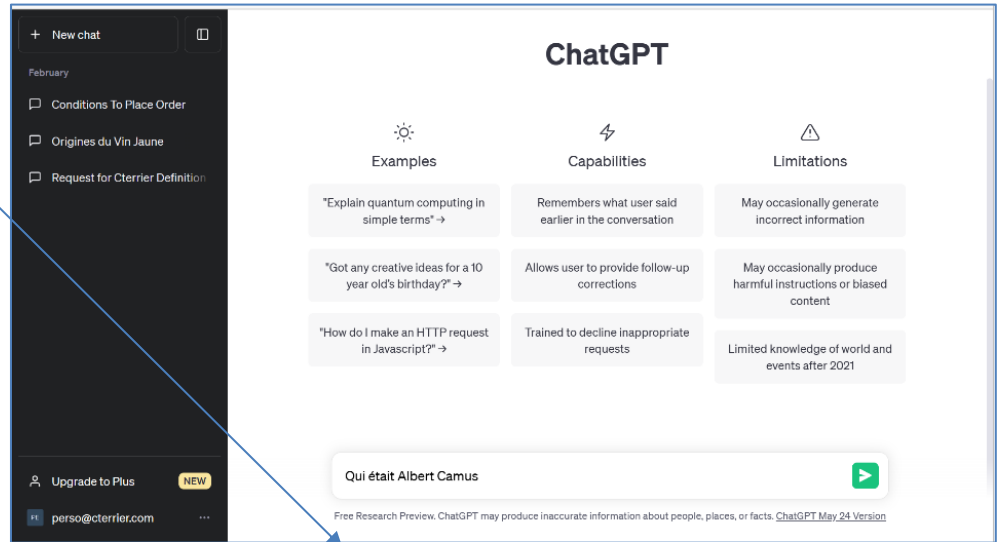 New chat
February
Conditions To Place Order
Origines du Vin Jaune
Request for Cterrier Definition
Upgrade to Plus
NEW
PE
perso@cterrier.com
ChatGPT
Examples
"Explain quantum computing in
simple terms" →
"Got any creative ideas for a 10
year old's birthday?" →
"How do I make an HTTP request
in Javascript?" →
Capabilities
Remembers what user said
earlier in the conversation
Allows user to provide follow-up
corrections
Trained to decline inappropriate
requests
Limitations
May occasionally generate
incorrect information
May occasionally produce
harmful instructions or biased
content
Limited knowledge of world and
events after 2021
Qui était Albert Camus
Free Research Preview. ChatGPT may produce inaccurate information about people, places, or facts. ChatGPT May 24 Version